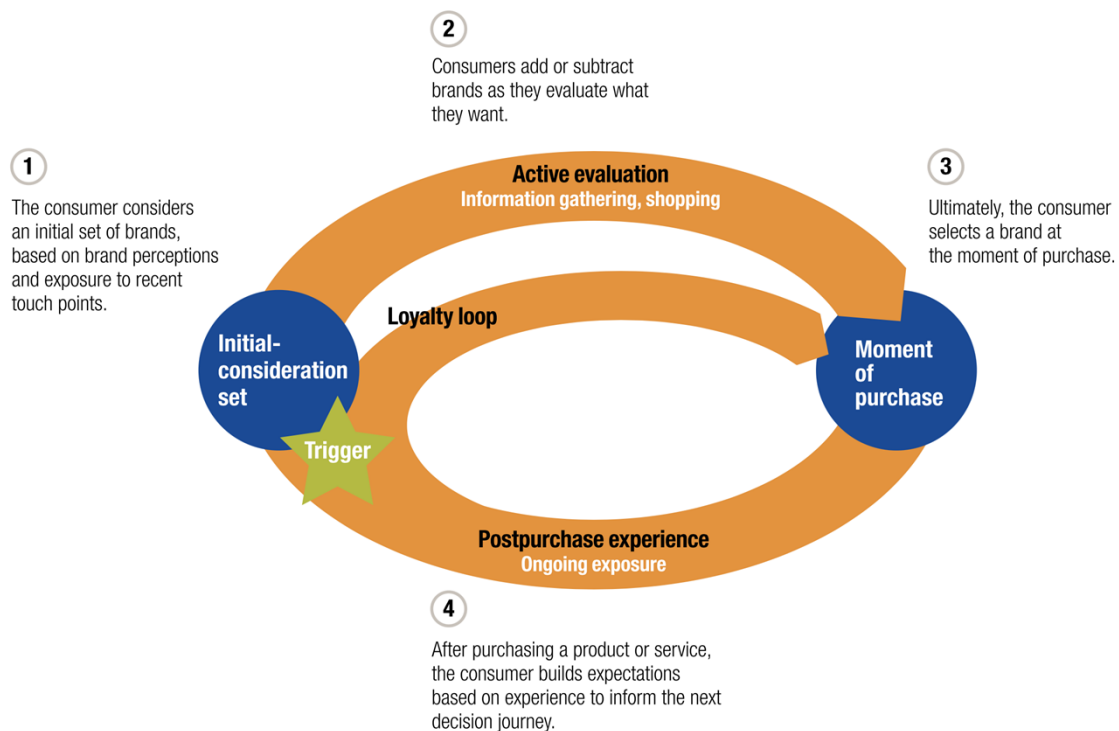 1
The consumer considers
an initial set of brands,
based on brand perceptions
and exposure to recent
touch points.
2
Consumers add or subtract
brands as they evaluate what
they want.
3
Ultimately, the consumer
selects a brand at
the moment of purchase.
Active evaluation
Information gathering, shopping
Loyalty loop
Initial-
consideration
set
Trigger
Moment
of
purchase
Postpurchase experience
Ongoing exposure
4
After purchasing a product or service,
the consumer builds expectations
based on experience to inform the next
decision journey.